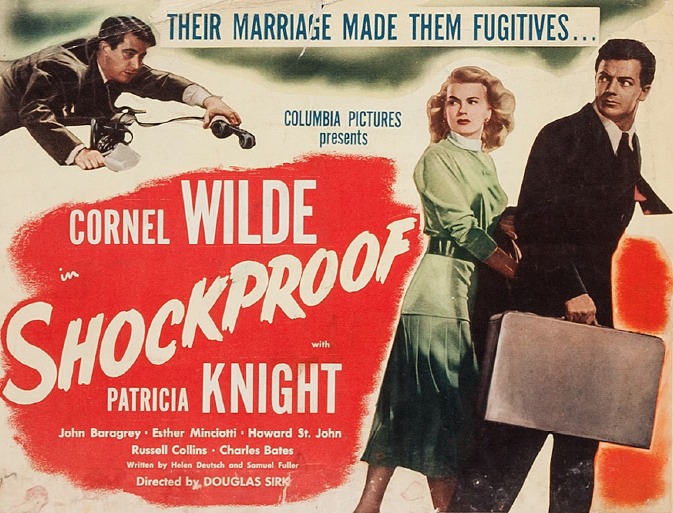 THEIR MARRIAGE MADE THEM FUGITIVES...
COLUMBIA PICTURES
presents
CORNEL WILDE
in
SHOCKPROOF
with
PATRICIA KNIGHT
John Baragrey · Esther Minciotti · Howard St. John
Russell Collins · Charles Bates
Written by Helen Deutsch and Samuel Fuller
Directed by DOUGLAS SIRK